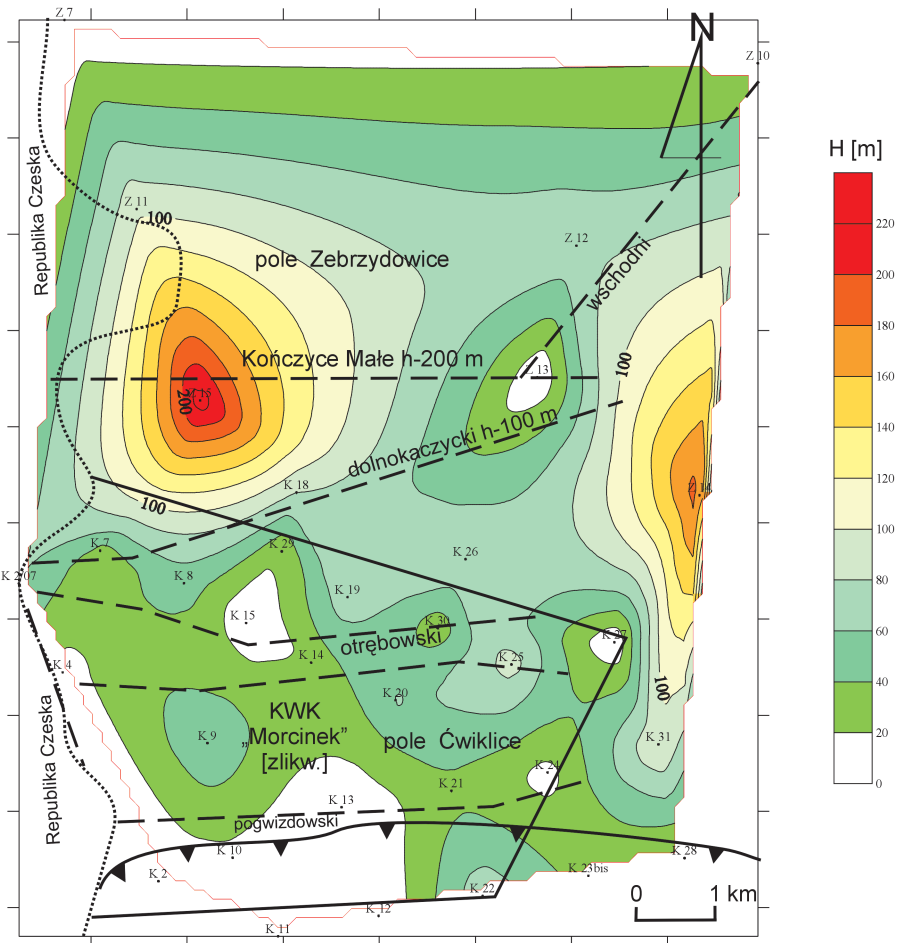 Z 7
N
Z 10
H [m]
Republika Czeska
Z 11
100
Z 12
pole Zebrzydowice
wschodni
220
200
180
160
140
120
100
80
60
40
20
0
Kończyce Małe h-200 m
100
Z 13
200
dolnokaczycki h-100 m
K 18
Z 14
100
K 7
K 29
K 26
K 8
K 19
K 15
K 30
K 27
otrębowski
K 14
K 25
K 4
100
K 20
Republika Czeska
KWK
„Morcinek”
[zlikw.]
K 9
pole Ćwiklice
K 31
K 24
K 21
K 13
pogwizdowski
K 10
K 28
K 2
K 23bis
K 22
K 12
K 11
0 1 km